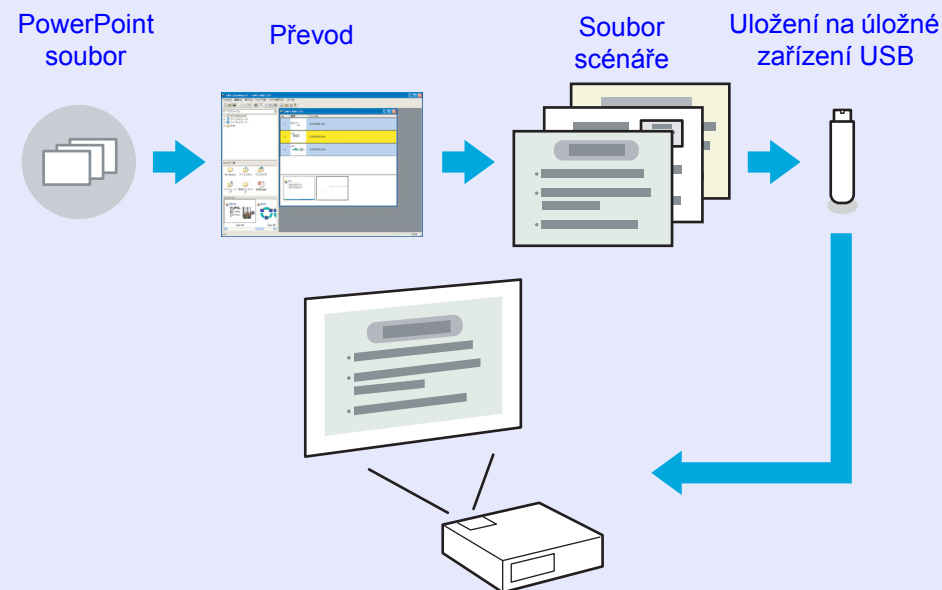 PowerPoint
soubor
Převod
Soubor
scénáře
Uložení na úložné
zařízení USB